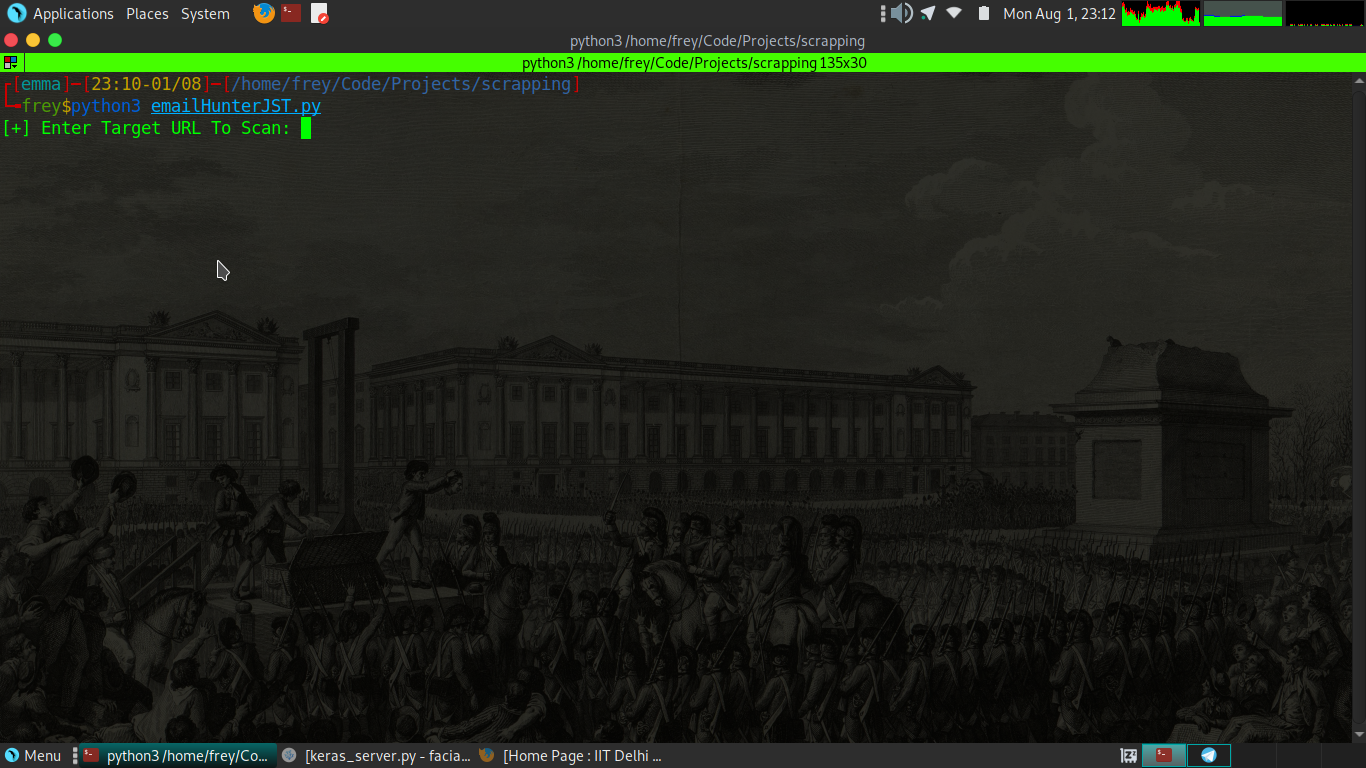 Applications Places System Mon Aug 1, 23:12
python3 /home/frey/Code/Projects/scrapping
python3 /home/frey/Code/Projects/scrapping 135x30
┌[emma]─[23:10-01/08]─[/home/frey/Code/Projects/scrapping]
└╼frey$python3 emailHunterJST.py
[+] Enter Target URL To Scan:
Menu python3 /home/frey/Co... [keras_server.py - facia... [Home Page : IIT Delhi ...